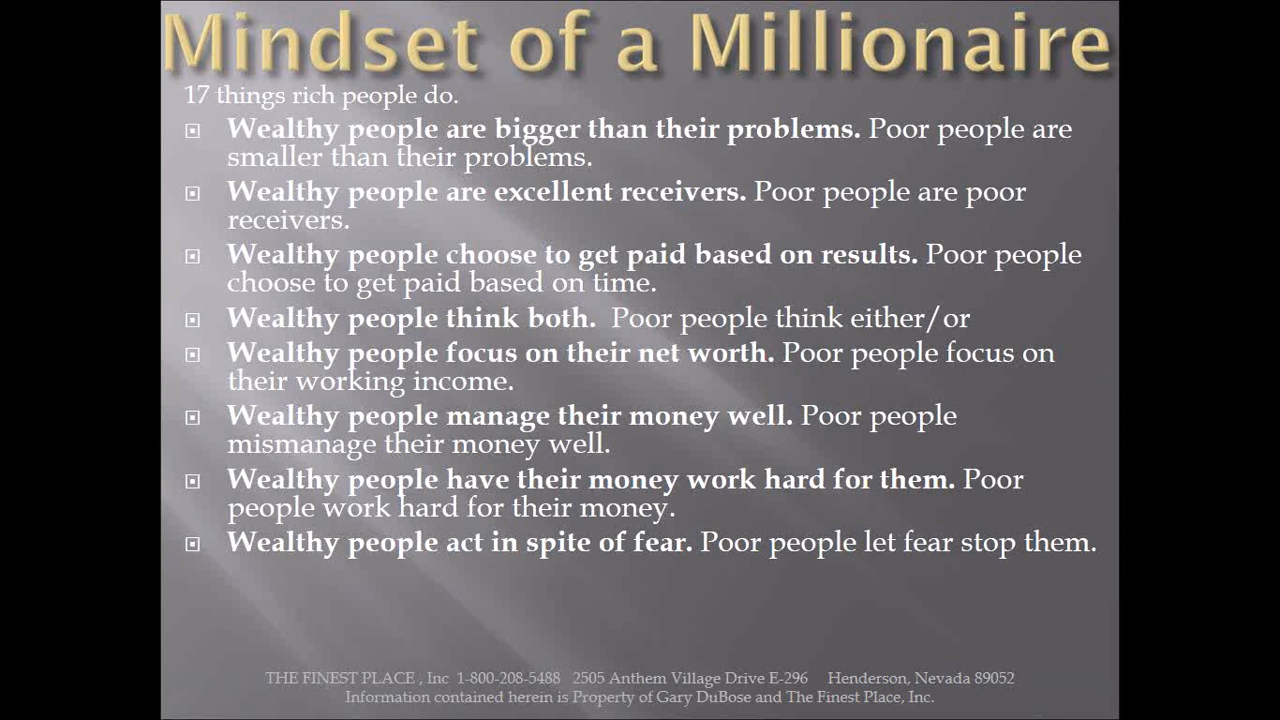 Mindset of a Millionaire
17 things rich people do.
Wealthy people are bigger than their problems. Poor people are
smaller than their problems.
Wealthy people are excellent receivers. Poor people are poor
receivers.
Wealthy people choose to get paid based on results. Poor people
choose to get paid based on time.
Wealthy people think both.  Poor people think either/or
Wealthy people focus on their net worth. Poor people focus on
their working income.
Wealthy people manage their money well. Poor people
mismanage their money well.
Wealthy people have their money work hard for them. Poor
people work hard for their money.
Wealthy people act in spite of fear. Poor people let fear stop them.
THE FINEST PLACE , Inc  1-800-208-5488   2505 Anthem Village Drive E-296     Henderson, Nevada 89052
Information contained herein is Property of Gary DuBose and The Finest Place, Inc.